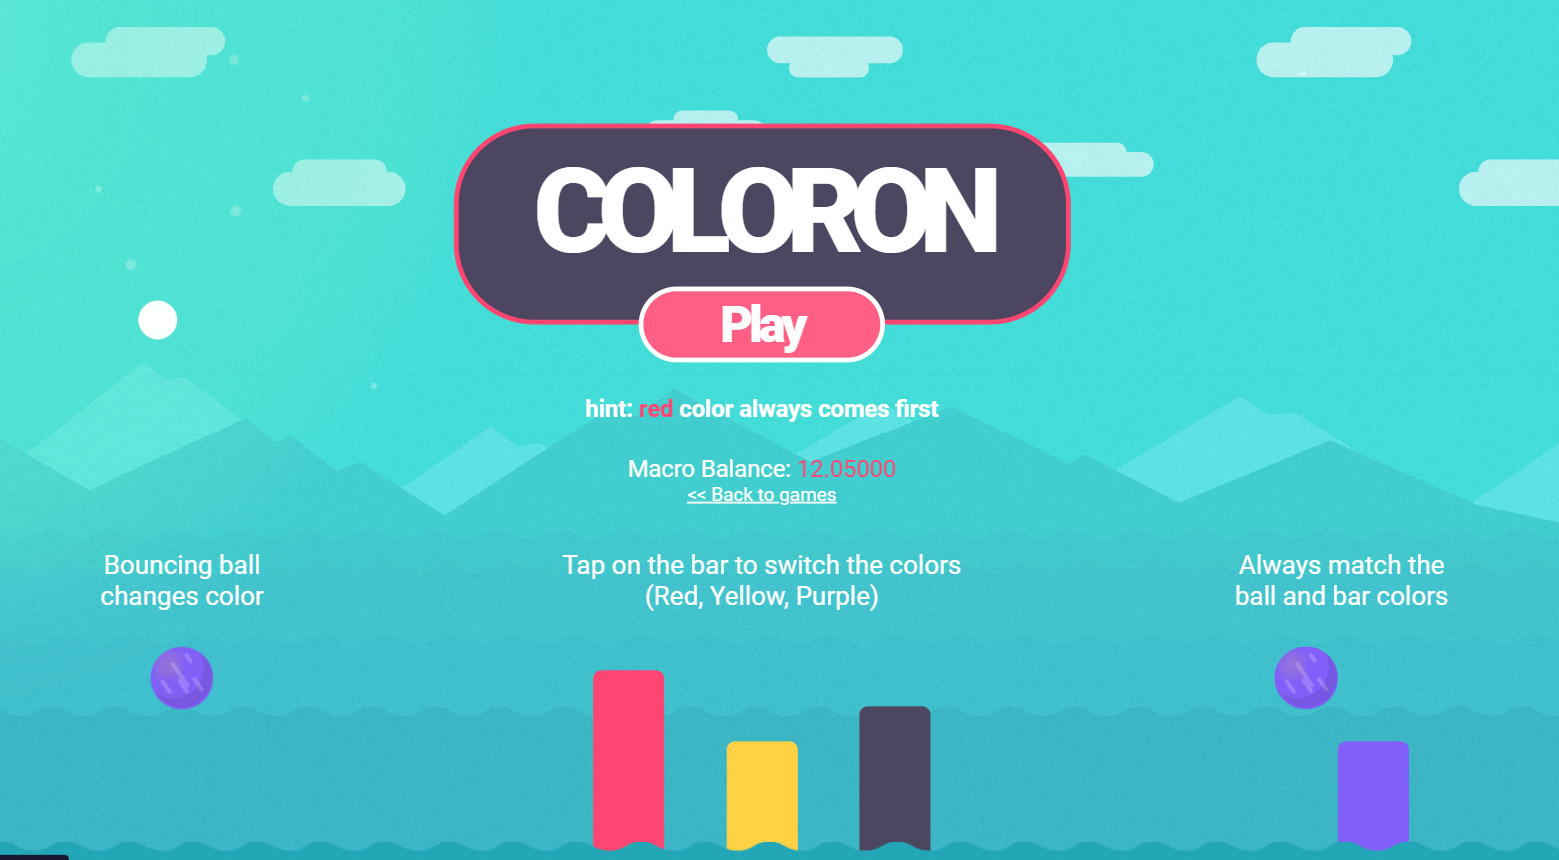 COLORON
Play
hint: red color always comes first
Macro Balance: 12.05000
<< Back to games
Bouncing ball
changes color
Tap on the bar to switch the colors
(Red, Yellow, Purple)
Always match the
ball and bar colors